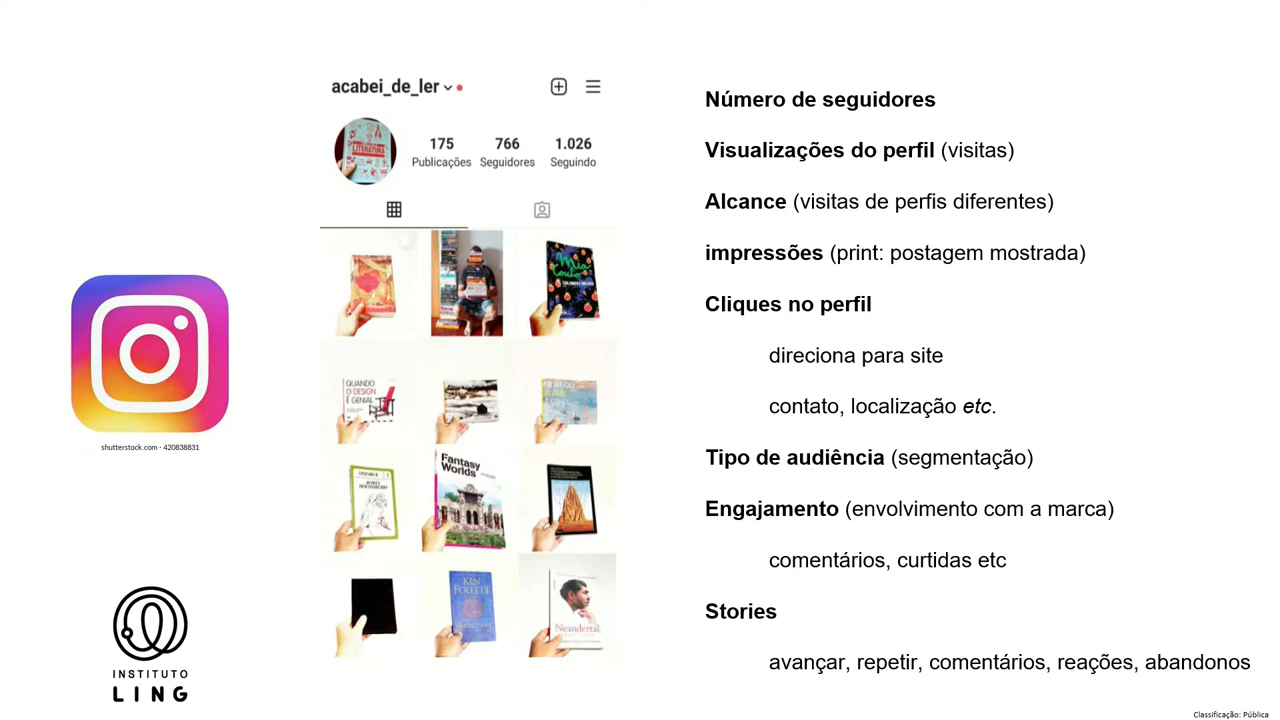 acabei_de_ler
175
766
1.026
Publicações
Seguidores
Seguindo
LITERATURA
Mia
Couto
QUANDO
O DESIGN
É GENIAL
Fantasy
Worlds
KEN
FOLLETT
Neandertal
shutterstock.com · 420838831
INSTITUTO
LING
Número de seguidores
Visualizações do perfil (visitas)
Alcance (visitas de perfis diferentes)
impressões (print: postagem mostrada)
Cliques no perfil
direciona para site
contato, localização etc.
Tipo de audiência (segmentação)
Engajamento (envolvimento com a marca)
comentários, curtidas etc
Stories
avançar, repetir, comentários, reações, abandonos
Classificação: Pública